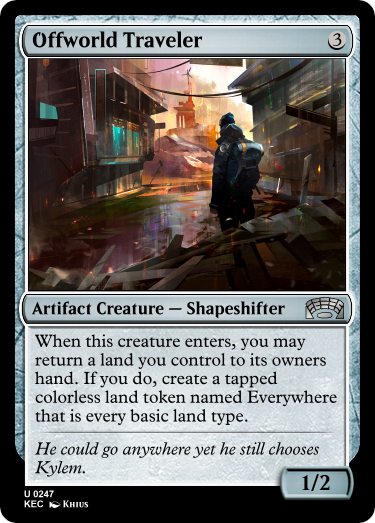 Offworld Traveler 3
Artifact Creature — Shapeshifter
When this creature enters, you may
return a land you control to its owners
hand. If you do, create a tapped
colorless land token named Everywhere
that is every basic land type.
He could go anywhere yet he still chooses
Kylem.
1/2
U 0247
KEC Khius